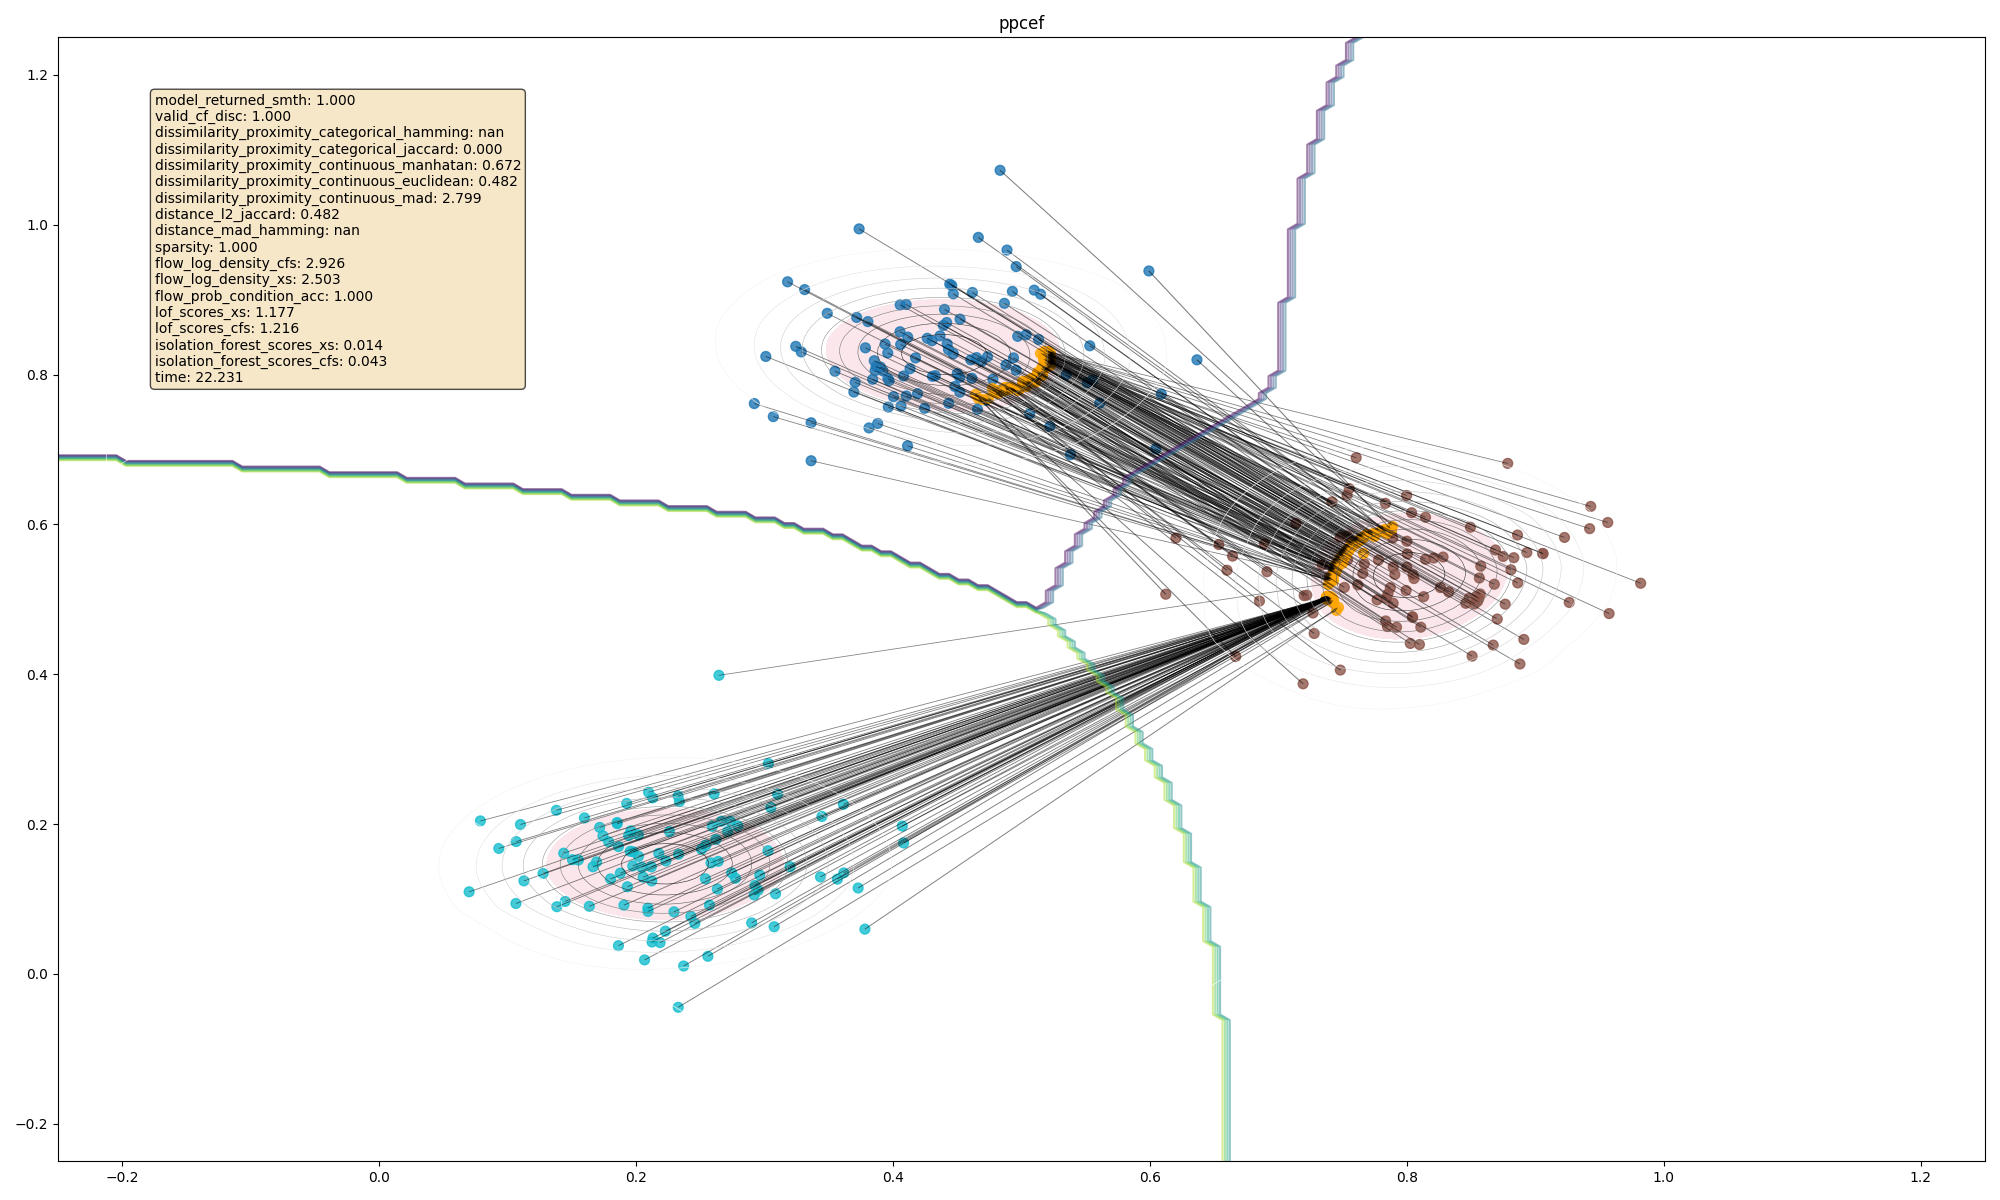 ppcef
model_returned_smth: 1.000
valid_cf_disc: 1.000
dissimilarity_proximity_categorical_hamming: nan
dissimilarity_proximity_categorical_jaccard: 0.000
dissimilarity_proximity_continuous_manhatan: 0.672
dissimilarity_proximity_continuous_euclidean: 0.482
dissimilarity_proximity_continuous_mad: 2.799
distance_l2_jaccard: 0.482
distance_mad_hamming: nan
sparsity: 1.000
flow_log_density_cfs: 2.926
flow_log_density_xs: 2.503
flow_prob_condition_acc: 1.000
lof_scores_xs: 1.177
lof_scores_cfs: 1.216
isolation_forest_scores_xs: 0.014
isolation_forest_scores_cfs: 0.043
time: 22.231
1.2
1.0
0.8
0.6
0.4
0.2
0.0
−0.2
−0.2 0.0 0.2 0.4 0.6 0.8 1.0 1.2